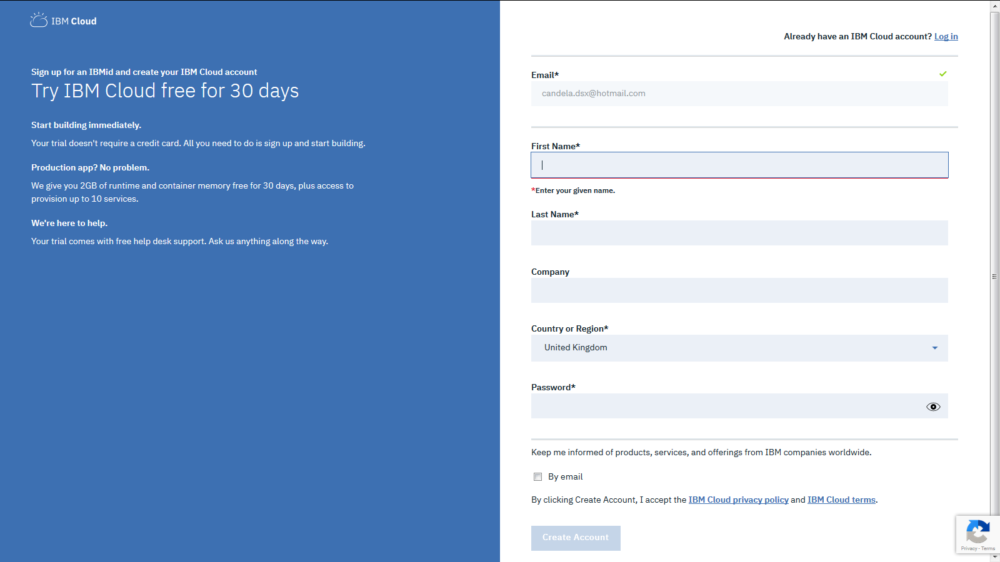 IBM Cloud
Sign up for an IBMid and create your IBM Cloud account
Try IBM Cloud free for 30 days
Start building immediately.
Your trial doesn't require a credit card. All you need to do is sign up and start building.
Production app? No problem.
We give you 2GB of runtime and container memory free for 30 days, plus access to
provision up to 10 services.
We're here to help.
Your trial comes with free help desk support. Ask us anything along the way.
Already have an IBM Cloud account? Log in
Email*
candela.dsx@hotmail.com
First Name*
*Enter your given name.
Last Name*
Company
Country or Region*
United Kingdom
Password*
Keep me informed of products, services, and offerings from IBM companies worldwide.
By email
By clicking Create Account, I accept the IBM Cloud privacy policy and IBM Cloud terms.
Create Account
Privacy - Terms